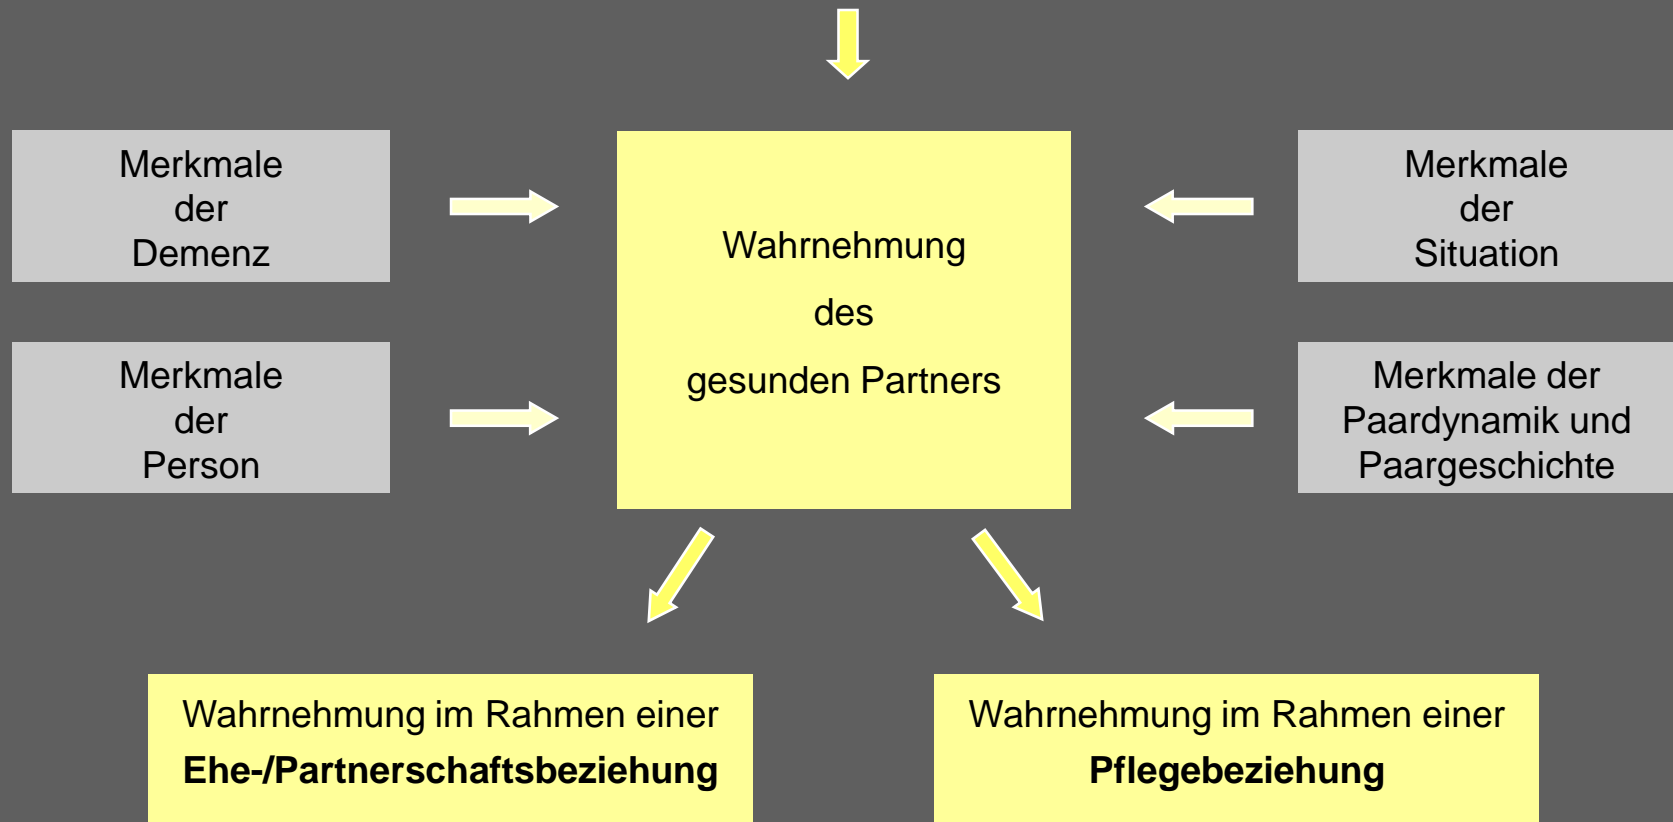 Merkmale
der
Demenz
Merkmale
der
Person
Wahrnehmung
des
gesunden Partners
Merkmale
der
Situation
Merkmale der
Paardynamik und
Paargeschichte
Wahrnehmung im Rahmen einer
Ehe-/Partnerschaftsbeziehung
Wahrnehmung im Rahmen einer
Pflegebeziehung